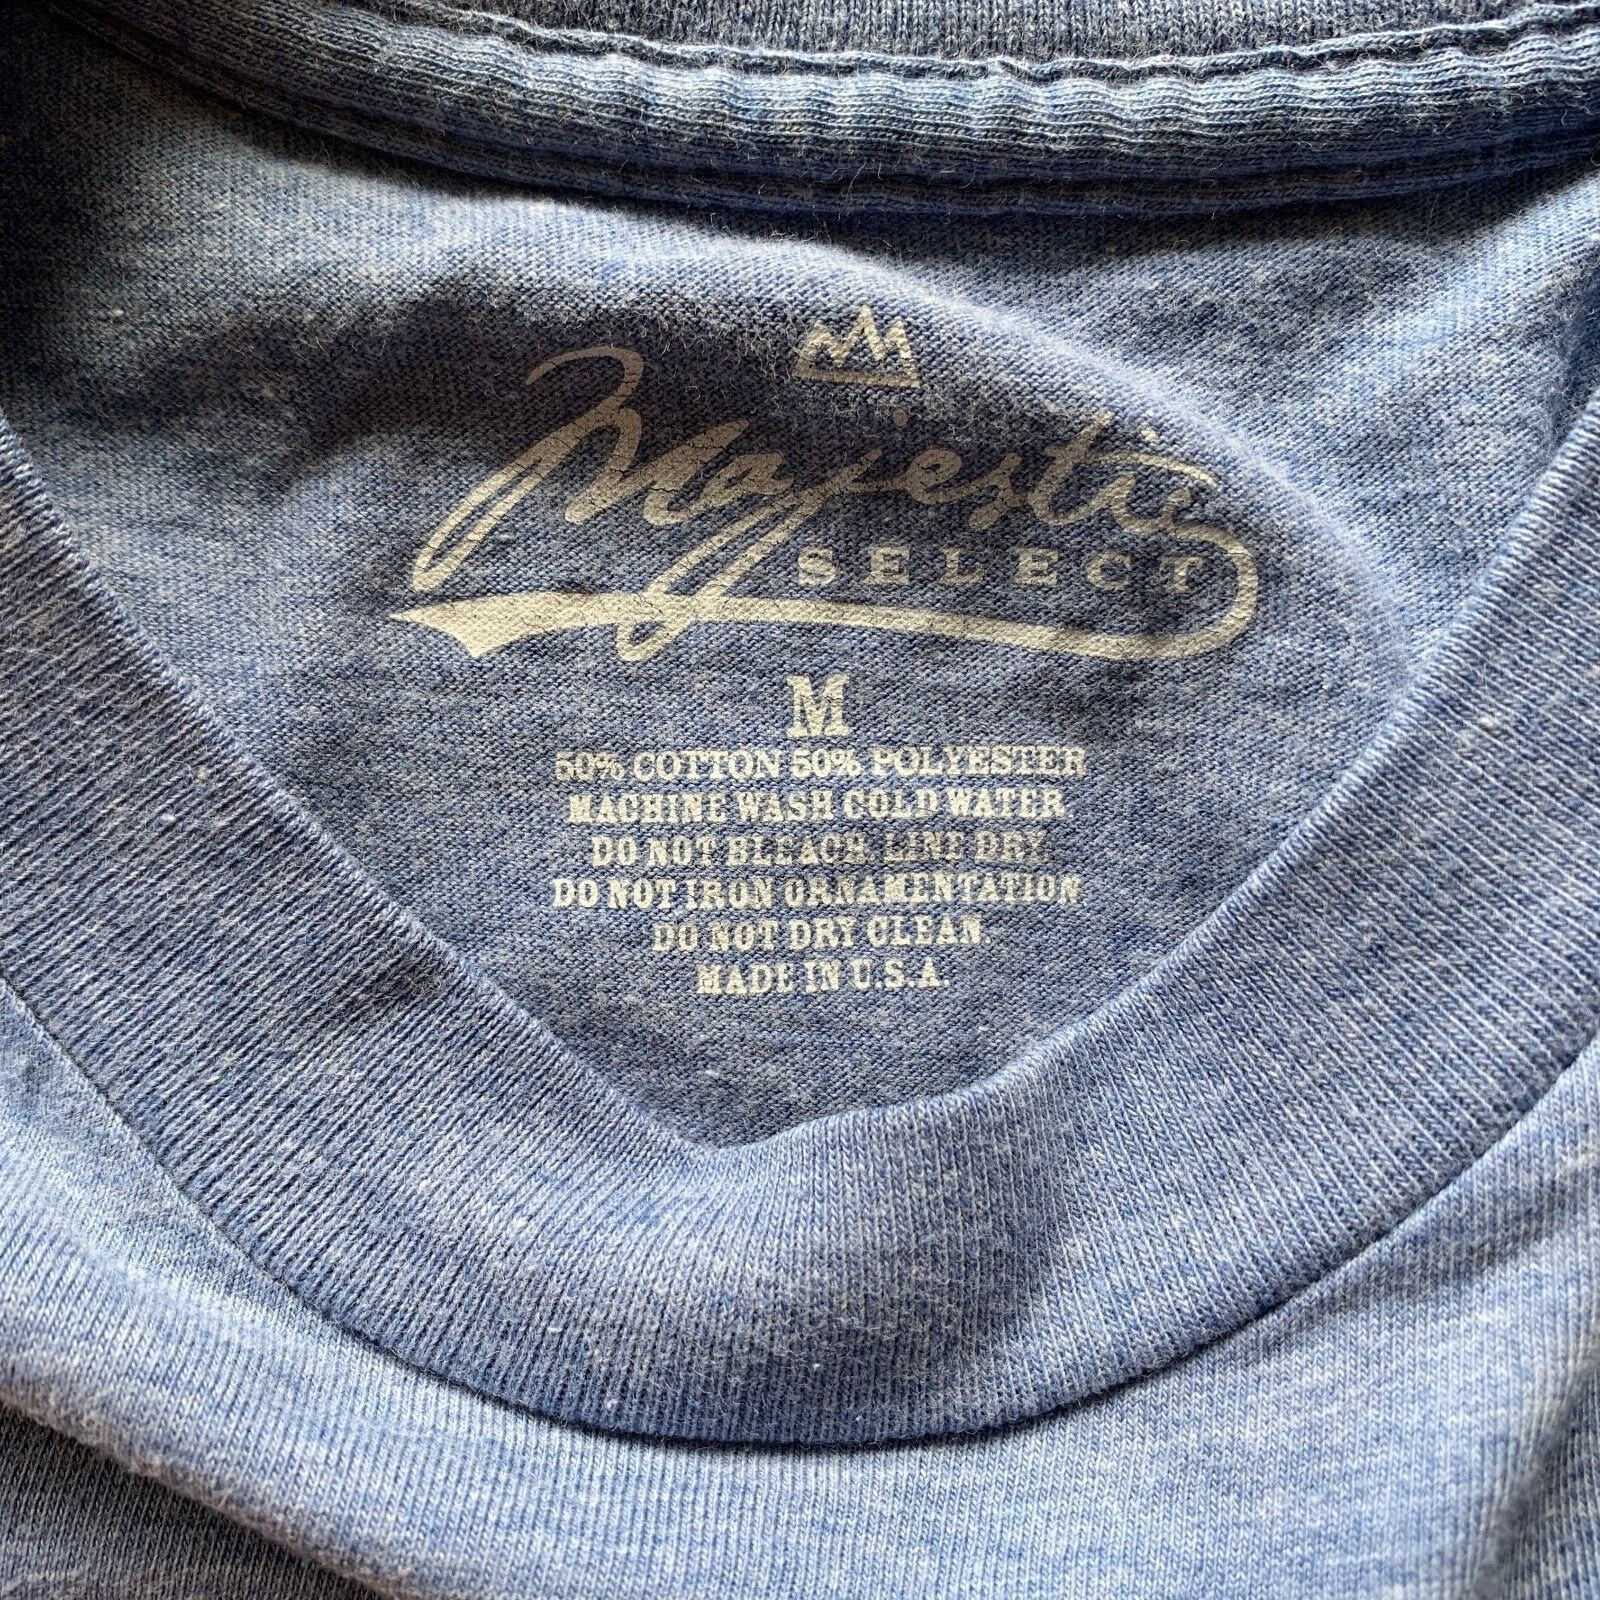 Majestic
SELECT
M
50% COTTON 50% POLYESTER
MACHINE WASH COLD WATER.
DO NOT BLEACH. LINE DRY.
DO NOT IRON ORNAMENTATION
DO NOT DRY CLEAN.
MADE IN U.S.A.